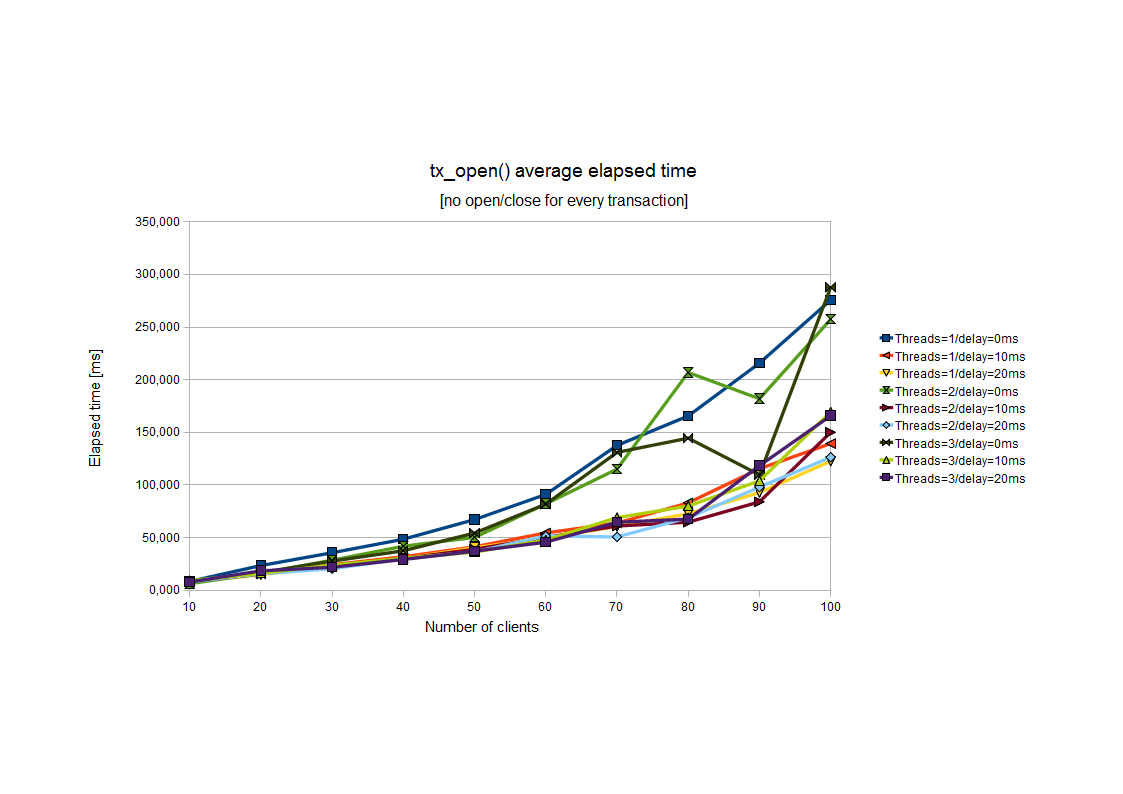 tx_open() average elapsed time
[no open/close for every transaction]
350,000
300,000
250,000
200,000
150,000
100,000
50,000
0,000
Elapsed time [ms]
10 20 30 40 50 60 70 80 90 100
Number of clients
Threads=1/delay=0ms
Threads=1/delay=10ms
Threads=1/delay=20ms
Threads=2/delay=0ms
Threads=2/delay=10ms
Threads=2/delay=20ms
Threads=3/delay=0ms
Threads=3/delay=10ms
Threads=3/delay=20ms